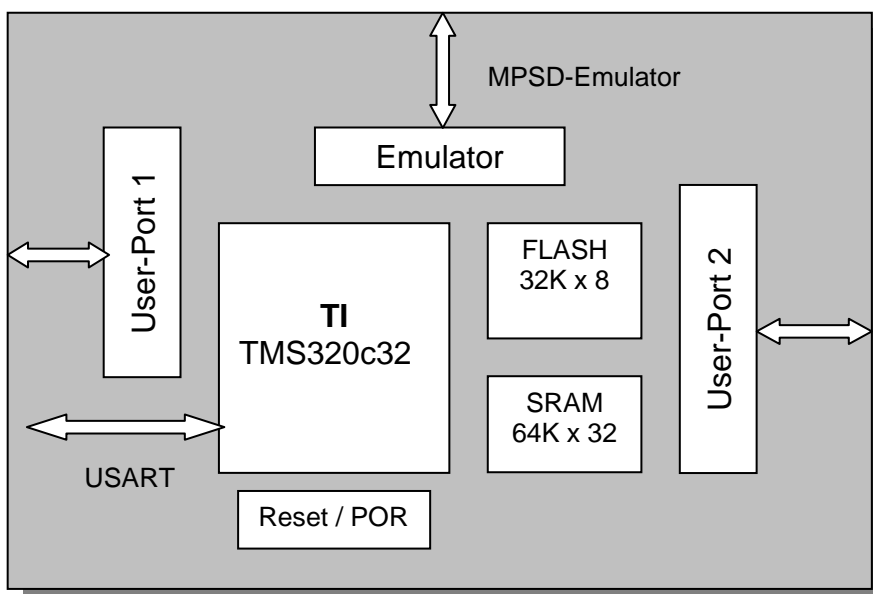 MPSD-Emulator
Emulator
User-Port 1
TI
TMS320c32
FLASH
32K x 8
User-Port 2
SRAM
64K x 32
USART
Reset / POR